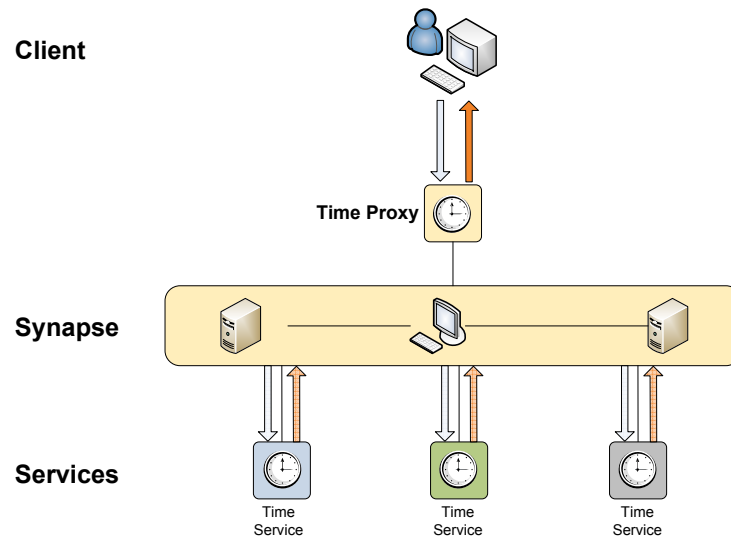 Client
Time Proxy
Synapse
Services
Time
Service
Time
Service
Time
Service